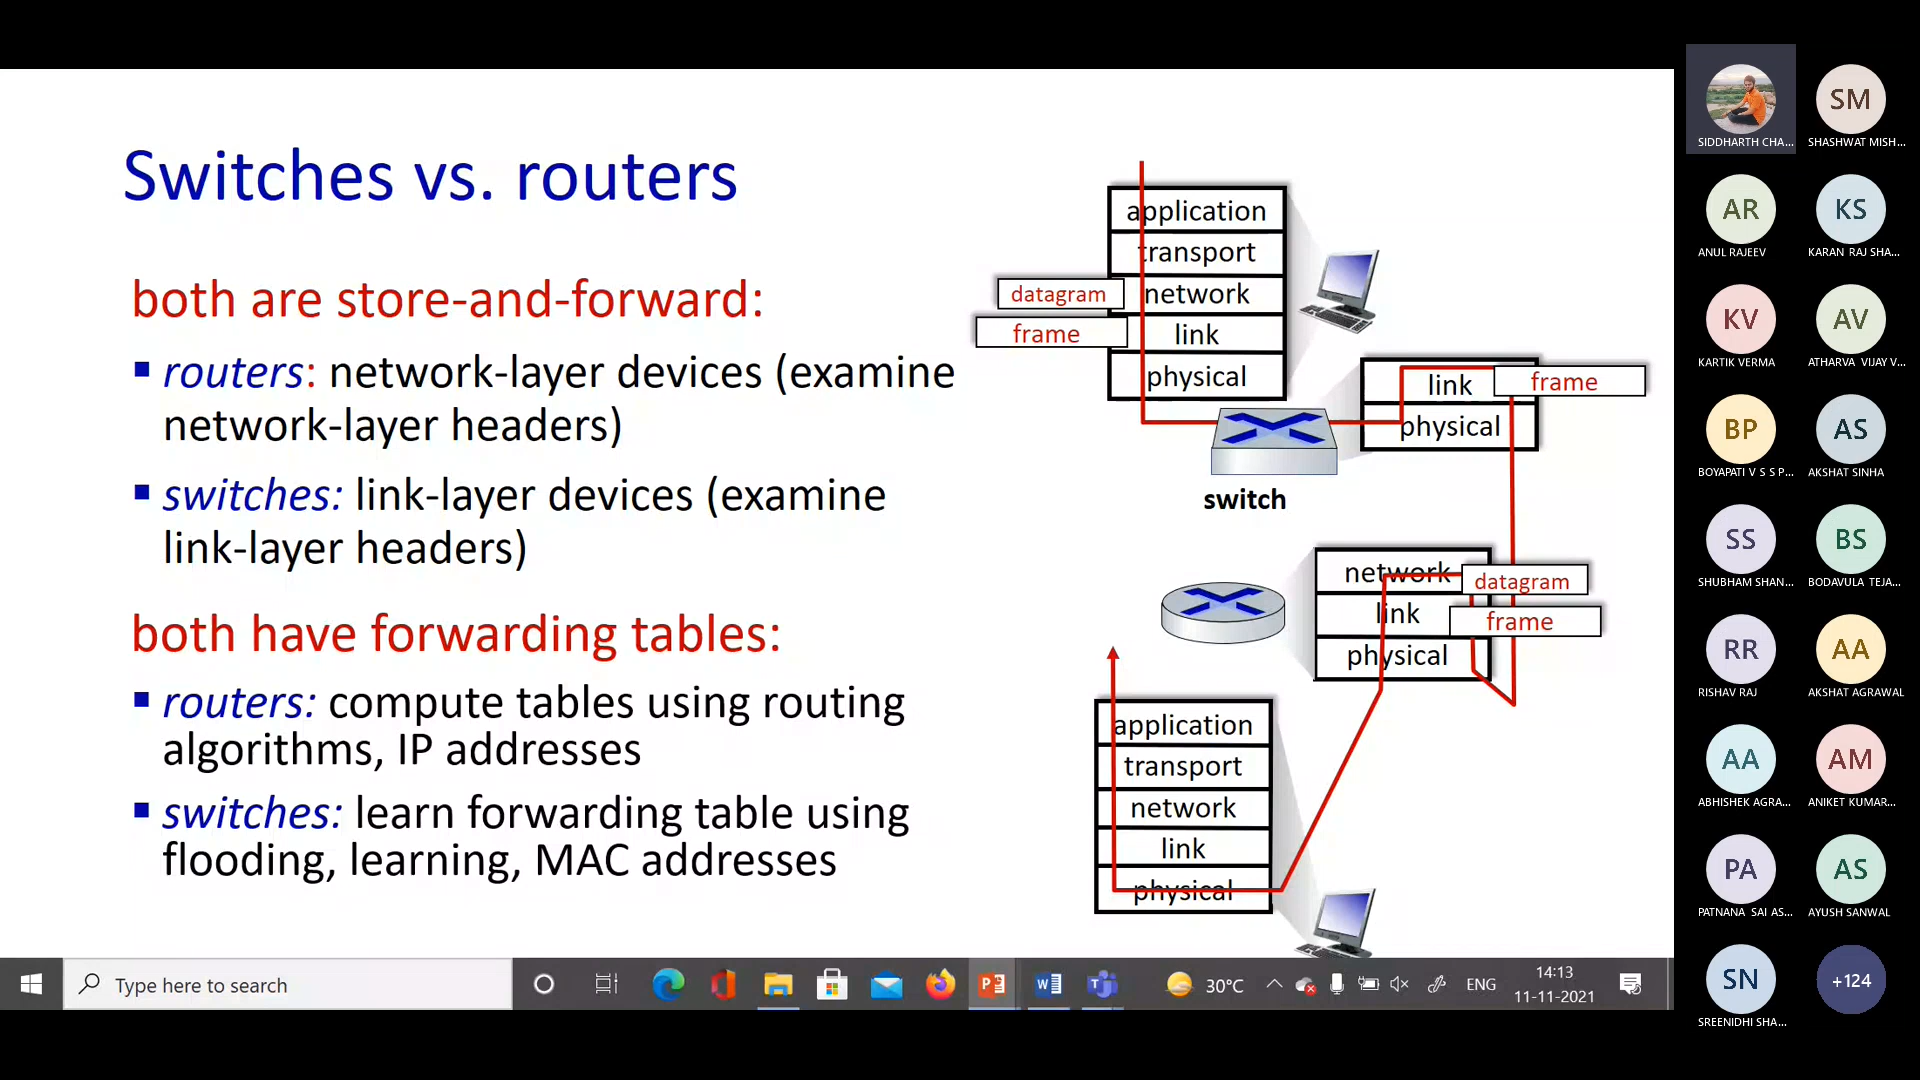 Switches vs. routers
both are store-and-forward:
routers: network-layer devices (examine
network-layer headers)
switches: link-layer devices (examine
link-layer headers)
both have forwarding tables:
routers: compute tables using routing
algorithms, IP addresses
switches: learn forwarding table using
flooding, learning, MAC addresses
application
transport
datagram
network
frame
link
physical
link
frame
physical
switch
network
datagram
link
frame
physical
application
transport
network
link
physical
Type here to search
30°C
ENG
14:13
11-11-2021
SIDDHARTH CHA...
SM
SHASHWAT MISH...
AR
ANUL RAJEEV
KS
KARAN RAJ SHA...
KV
KARTIK VERMA
AV
ATHARVA VIJAY V...
BP
BOYAPATI V S S P...
AS
AKSHAT SINHA
SS
SHUBHAM SHAN...
BS
BODAVULA TEJA...
RR
RISHAV RAJ
AA
AKSHAT AGRAWAL
AA
ABHISHEK AGRA...
AM
ANIKET KUMAR...
PA
PATNANA SAI AS...
AS
AYUSH SANWAL
SN
SREENIDHI SHA...
+124